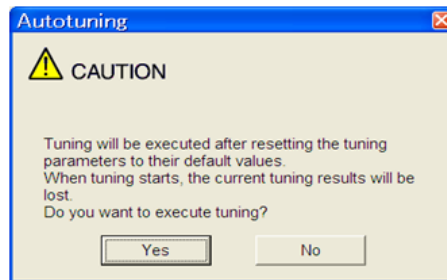 Autotuning
CAUTION
Tuning will be executed after resetting the tuning
parameters to their default values.
When tuning starts, the current tuning results will be
lost.
Do you want to execute tuning?
Yes No